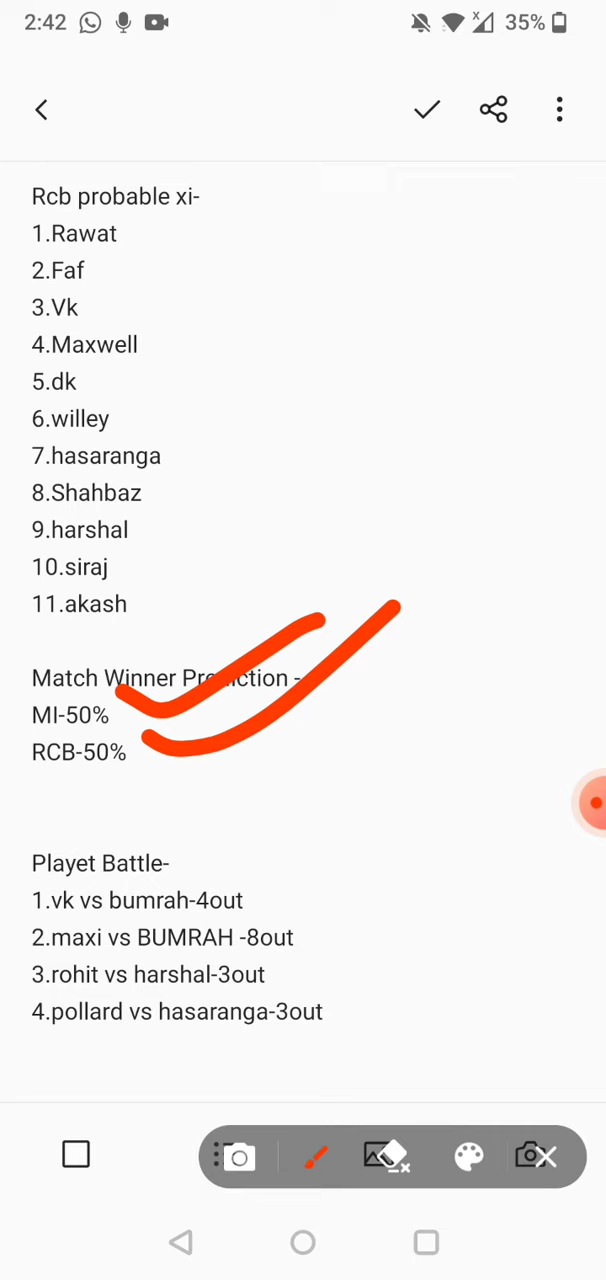 2:42
35%
Rcb probable xi-
1.Rawat
2.Faf
3.Vk
4.Maxwell
5.dk
6.willey
7.hasaranga
8.Shahbaz
9.harshal
10.siraj
11.akash
Match Winner Prediction -
MI-50%
RCB-50%
Playet Battle-
1.vk vs bumrah-4out
2.maxi vs BUMRAH -8out
3.rohit vs harshal-3out
4.pollard vs hasaranga-3out